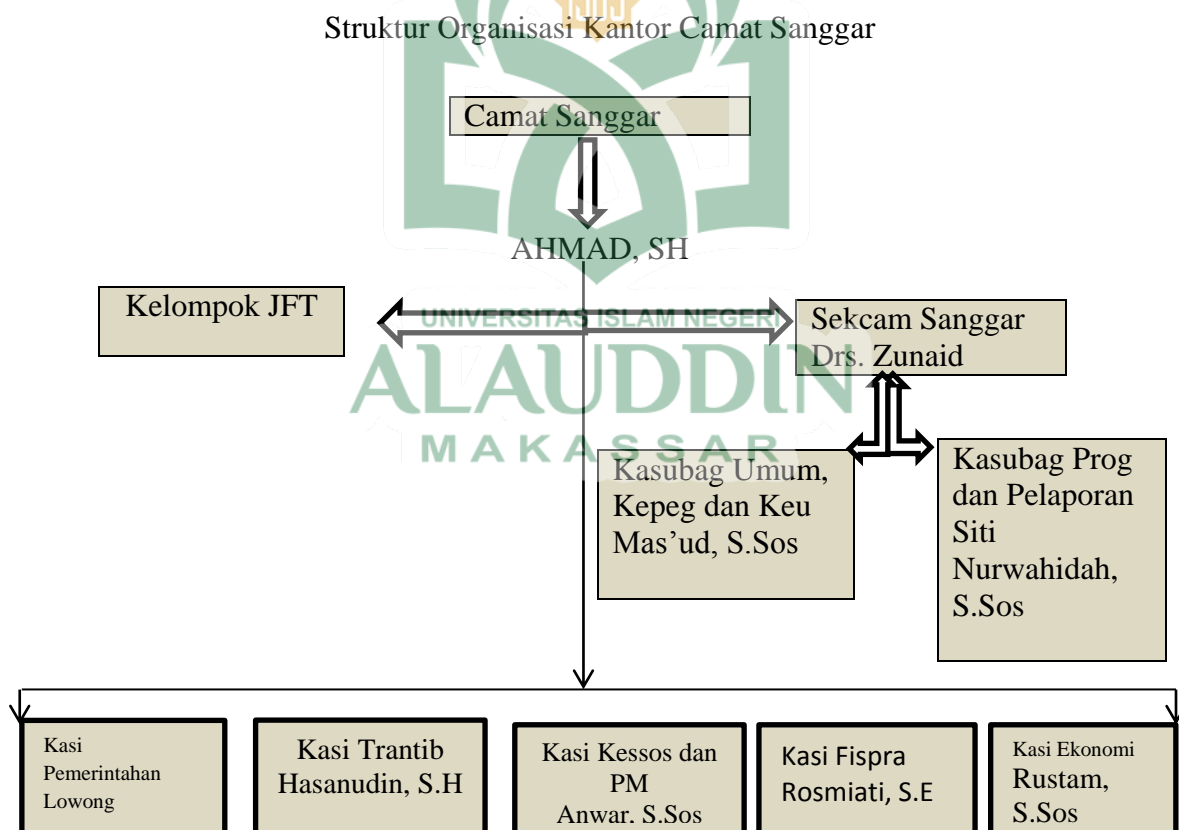 Struktur Organisasi Kantor Camat Sanggar
Camat Sanggar
AHMAD, SH
Kelompok JFT
UNIVERSITAS ISLAM NEGERI
Sekcam Sanggar
Drs. Zunaid
ALAUDDIN
MAKASSAR
Kasubag Umum,
Kepeg dan Keu
Mas’ud, S.Sos
Kasubag Prog
dan Pelaporan
Siti
Nurwahidah,
S.Sos
Kasi
Pemerintahan
Lowong
Kasi Trantib
Hasanudin, S.H
Kasi Kessos dan
PM
Anwar, S.Sos
Kasi Fispra
Rosmiati, S.E
Kasi Ekonomi
Rustam,
S.Sos